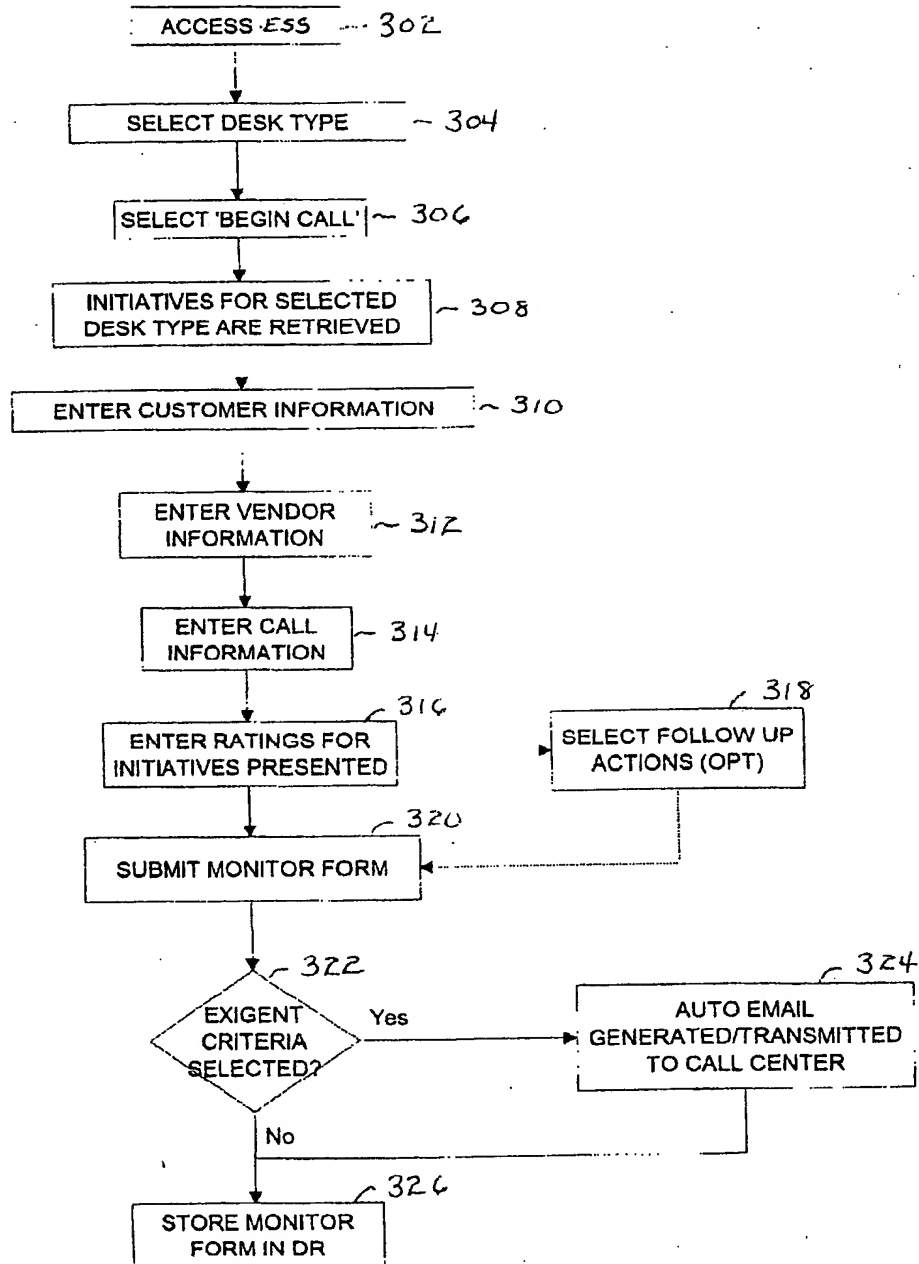 ACCESS ESS 302
SELECT DESK TYPE ~ 304
SELECT 'BEGIN CALL' ~ 306
INITIATIVES FOR SELECTED
DESK TYPE ARE RETRIEVED ~ 308
ENTER CUSTOMER INFORMATION ~ 310
ENTER VENDOR
INFORMATION ~ 312
ENTER CALL
INFORMATION ~ 314
316
ENTER RATINGS FOR
INITIATIVES PRESENTED
318
SELECT FOLLOW UP
ACTIONS (OPT)
320
SUBMIT MONITOR FORM
322
EXIGENT
CRITERIA
SELECTED?
Yes
324
AUTO EMAIL
GENERATED/TRANSMITTED
TO CALL CENTER
No
326
STORE MONITOR
FORM IN DR